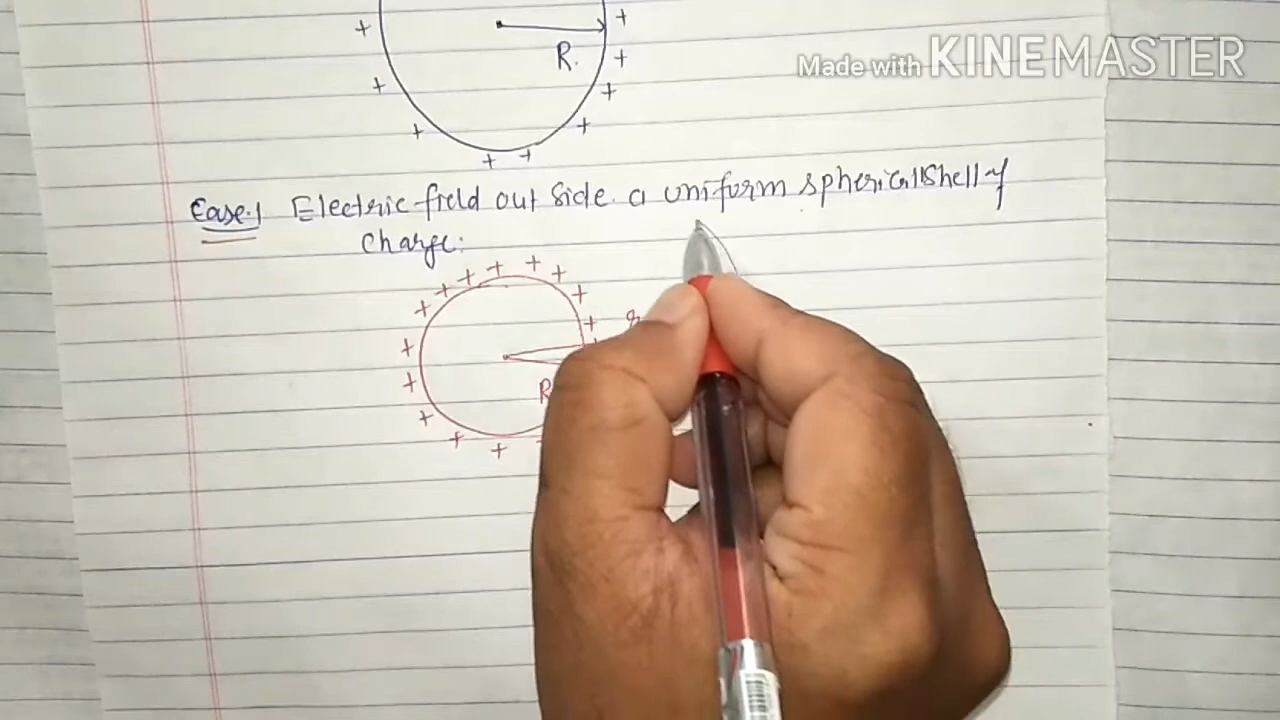 + + R. +
Made with KINEMASTER
+ + +
+ +
+ +
Case.1 Electric field out side a uniform spherical shell of
charge:
+ + + + +
+ + +
+ + r
+
+ R
+ +
+